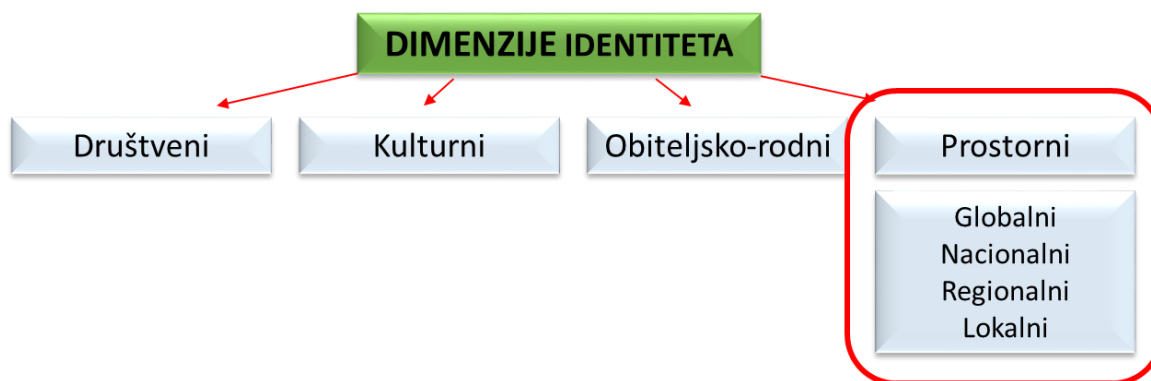 DIMENZIJE IDENTITETA
Društveni
Kulturni
Obiteljsko-rodni
Prostorni
Globalni
Nacionalni
Regionalni
Lokalni